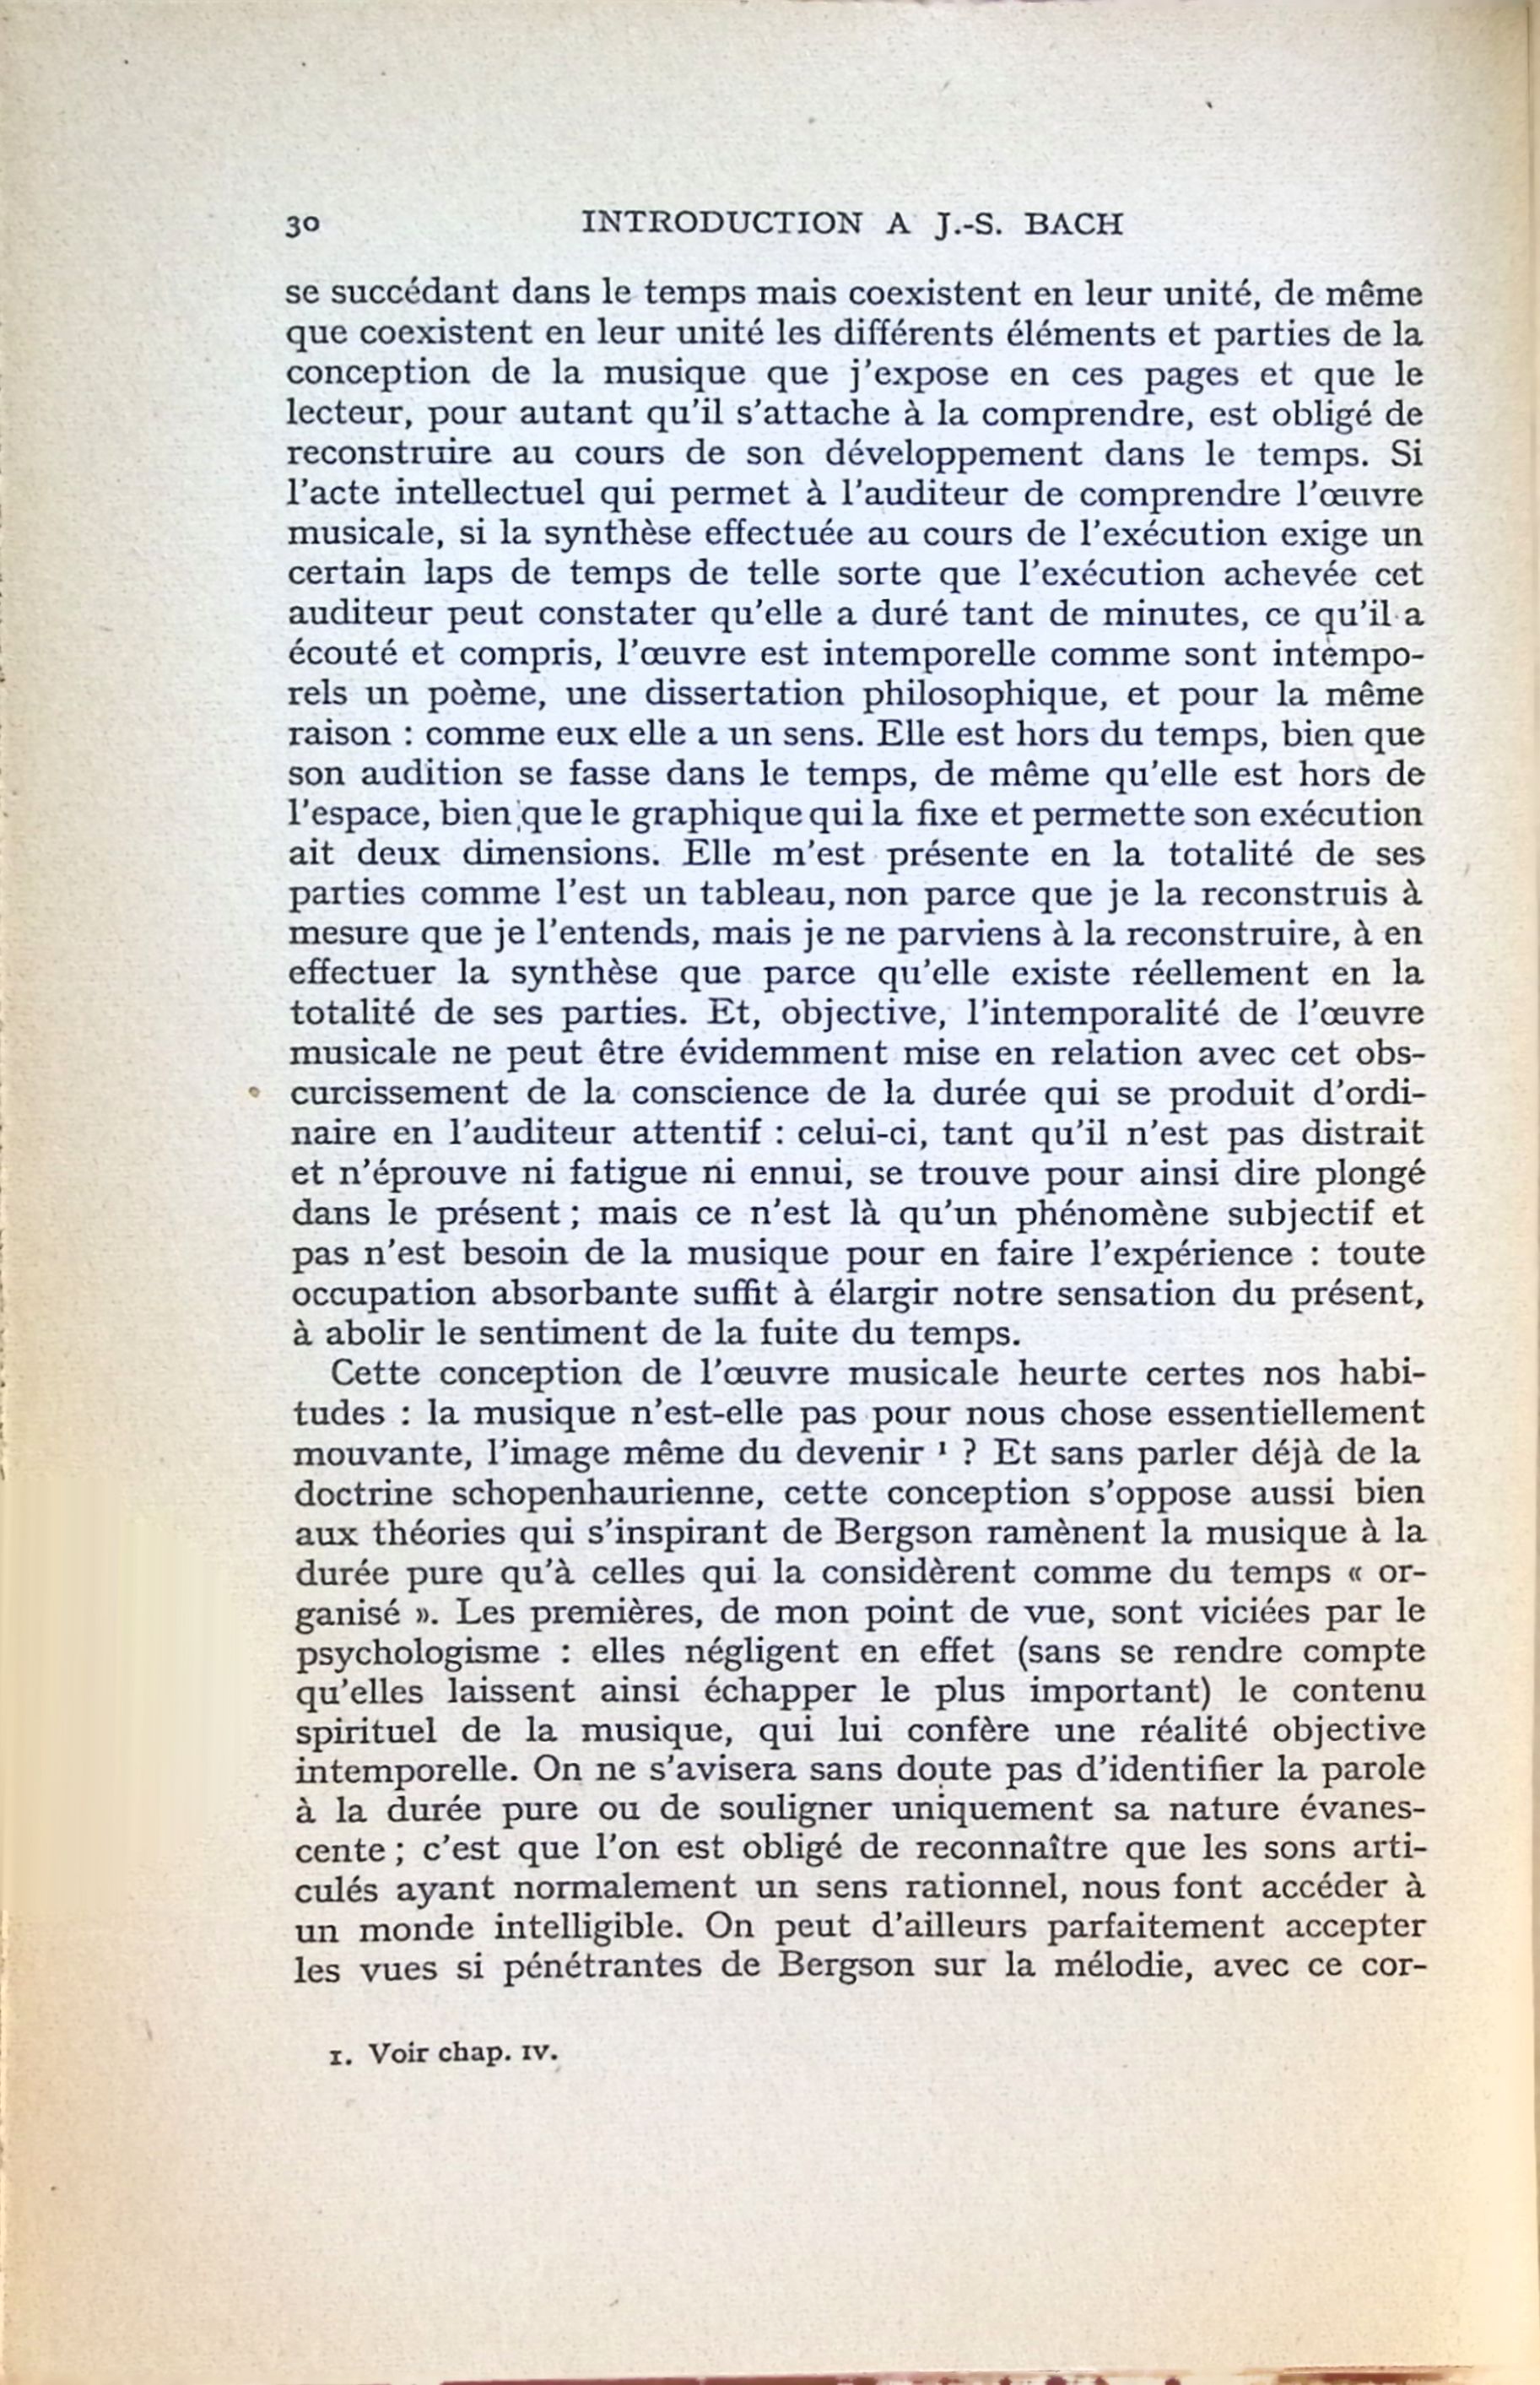 30 INTRODUCTION A J.-S. BACH
se succédant dans le temps mais coexistent en leur unité, de même
que coexistent en leur unité les différents éléments et parties de la
conception de la musique que j'expose en ces pages et que le
lecteur, pour autant qu'il s'attache à la comprendre, est obligé de
reconstruire au cours de son développement dans le temps. Si
l'acte intellectuel qui permet à l'auditeur de comprendre l'œuvre
musicale, si la synthèse effectuée au cours de l'exécution exige un
certain laps de temps de telle sorte que l'exécution achevée cet
auditeur peut constater qu'elle a duré tant de minutes, ce qu'il a
écouté et compris, l'œuvre est intemporelle comme sont intempo-
rels un poème, une dissertation philosophique, et pour la même
raison : comme eux elle a un sens. Elle est hors du temps, bien que
son audition se fasse dans le temps, de même qu'elle est hors de
l'espace, bien que le graphique qui la fixe et permette son exécution
ait deux dimensions. Elle m'est présente en la totalité de ses
parties comme l'est un tableau, non parce que je la reconstruis à
mesure que je l'entends, mais je ne parviens à la reconstruire, à en
effectuer la synthèse que parce qu'elle existe réellement en la
totalité de ses parties. Et, objective, l'intemporalité de l'œuvre
musicale ne peut être évidemment mise en relation avec cet obs-
curcissement de la conscience de la durée qui se produit d'ordi-
naire en l'auditeur attentif : celui-ci, tant qu'il n'est pas distrait
et n'éprouve ni fatigue ni ennui, se trouve pour ainsi dire plongé
dans le présent ; mais ce n'est là qu'un phénomène subjectif et
pas n'est besoin de la musique pour en faire l'expérience : toute
occupation absorbante suffit à élargir notre sensation du présent,
à abolir le sentiment de la fuite du temps.
Cette conception de l'œuvre musicale heurte certes nos habi-
tudes : la musique n'est-elle pas pour nous chose essentiellement
mouvante, l'image même du devenir ¹ ? Et sans parler déjà de la
doctrine schopenhaurienne, cette conception s'oppose aussi bien
aux théories qui s'inspirant de Bergson ramènent la musique à la
durée pure qu'à celles qui la considèrent comme du temps « or-
ganisé ». Les premières, de mon point de vue, sont viciées par le
psychologisme : elles négligent en effet (sans se rendre compte
qu'elles laissent ainsi échapper le plus important) le contenu
spirituel de la musique, qui lui confère une réalité objective
intemporelle. On ne s'avisera sans doute pas d'identifier la parole
à la durée pure ou de souligner uniquement sa nature évanes-
cente ; c'est que l'on est obligé de reconnaître que les sons arti-
culés ayant normalement un sens rationnel, nous font accéder à
un monde intelligible. On peut d'ailleurs parfaitement accepter
les vues si pénétrantes de Bergson sur la mélodie, avec ce cor-
1. Voir chap. IV.